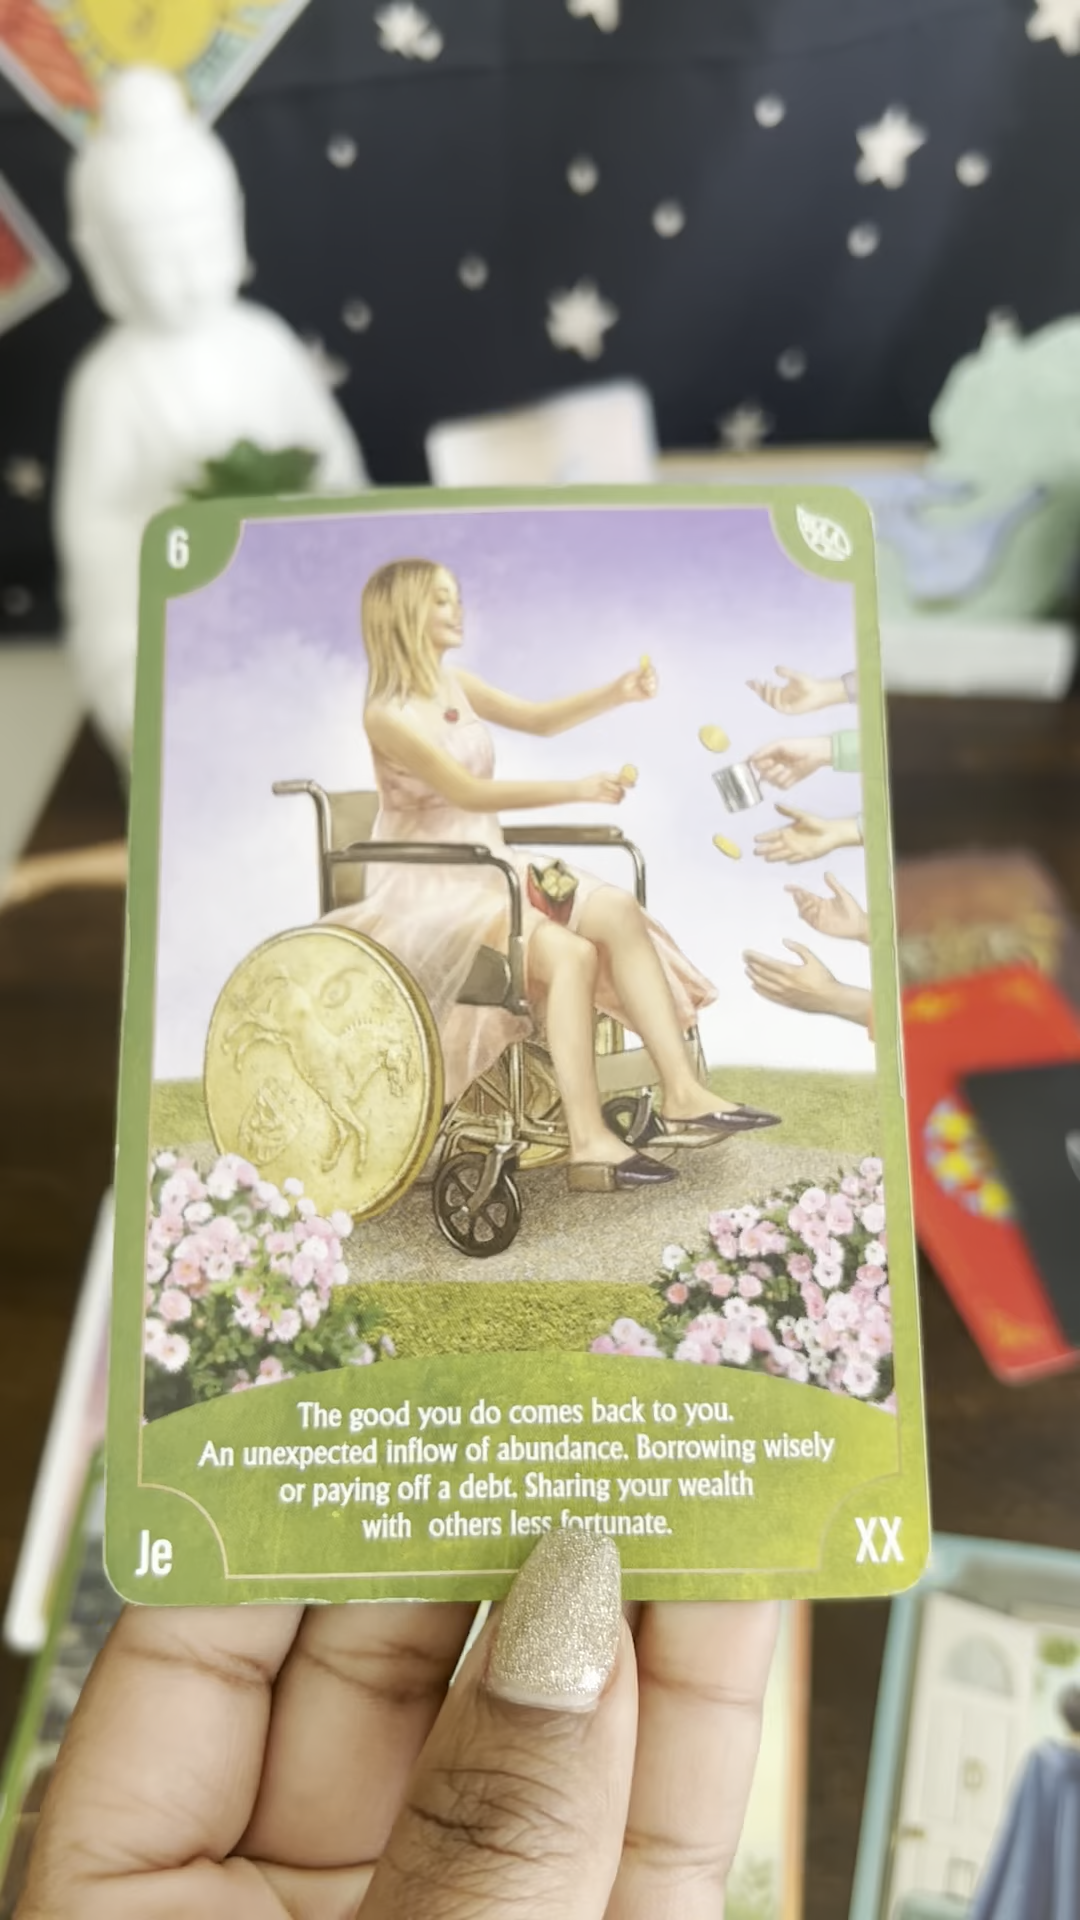 6
The good you do comes back to you.
An unexpected inflow of abundance. Borrowing wisely
or paying off a debt. Sharing your wealth
with others less fortunate.
Je
XX